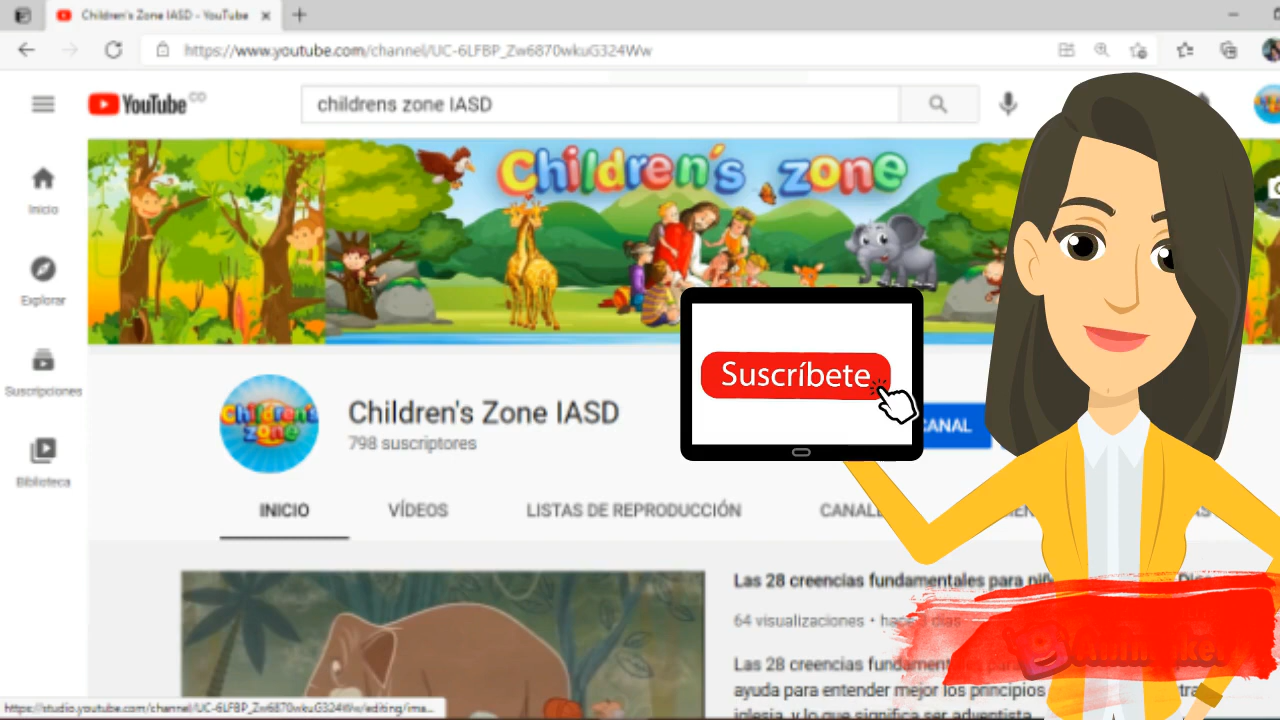 Children's Zone IASD - YouTube
https://www.youtube.com/channel/UC-6LFBP_Zw6870wkuG324Ww
YouTube CO
childrens zone IASD
Children's zone
Inicio
Explorar
Suscripciones
Biblioteca
Suscríbete
Children's zone
Children's Zone IASD
798 suscriptores
CANAL
INICIO
VÍDEOS
LISTAS DE REPRODUCCIÓN
Las 28 creencias fundamentales para
64 visualizaciones •
Las 28 creencias
ayuda para entender mejor los principios
iglesia, y lo que significa ser adventista...
https://studio.youtube.com/channel/UC-6LFBP_Zw6870wkuG324Ww/editing/ima...